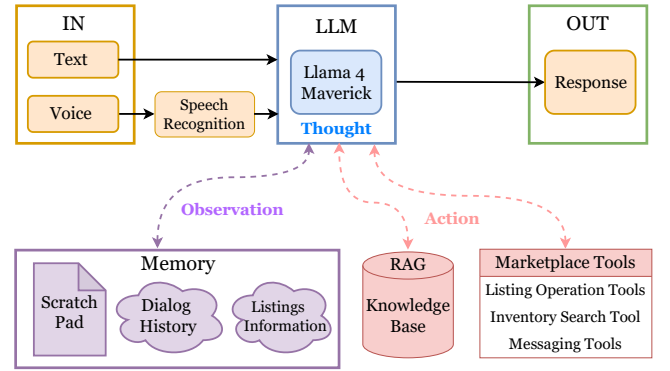 IN
LLM
OUT
Text
Voice
Speech
Recognition
Llama 4
Maverick
Thought
Response
Observation
Action
Memory
Scratch
Pad
Dialog
History
Listings
Information
RAG
Knowledge
Base
Marketplace Tools
Listing Operation Tools
Inventory Search Tool
Messaging Tools